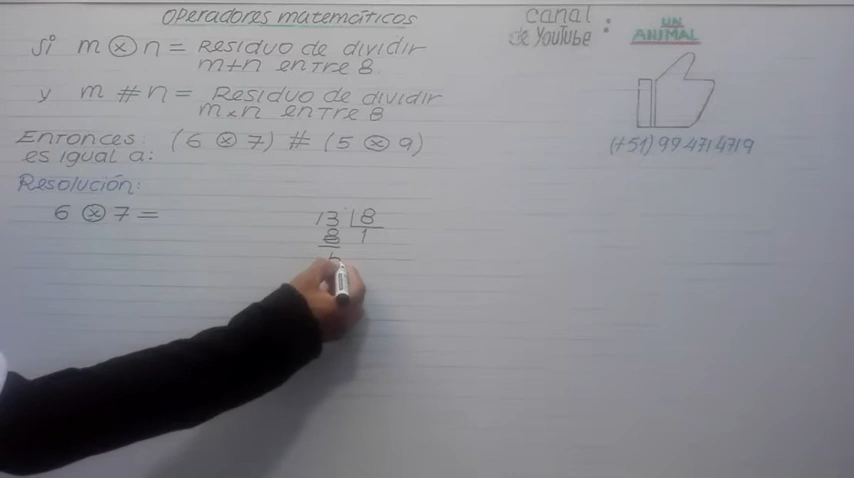 Operadores matemáticos
Si m ⊗ n = Residuo de dividir
m+n entre 8.
y m # n = Residuo de dividir
m×n entre 8
Entonces: (6 ⊗ 7) # (5 ⊗ 9)
es igual a:
Resolución:
6 ⊗ 7 =
13 8
8 1
5
canal
de YouTube :
UN
ANIMAL
(+51) 994714719